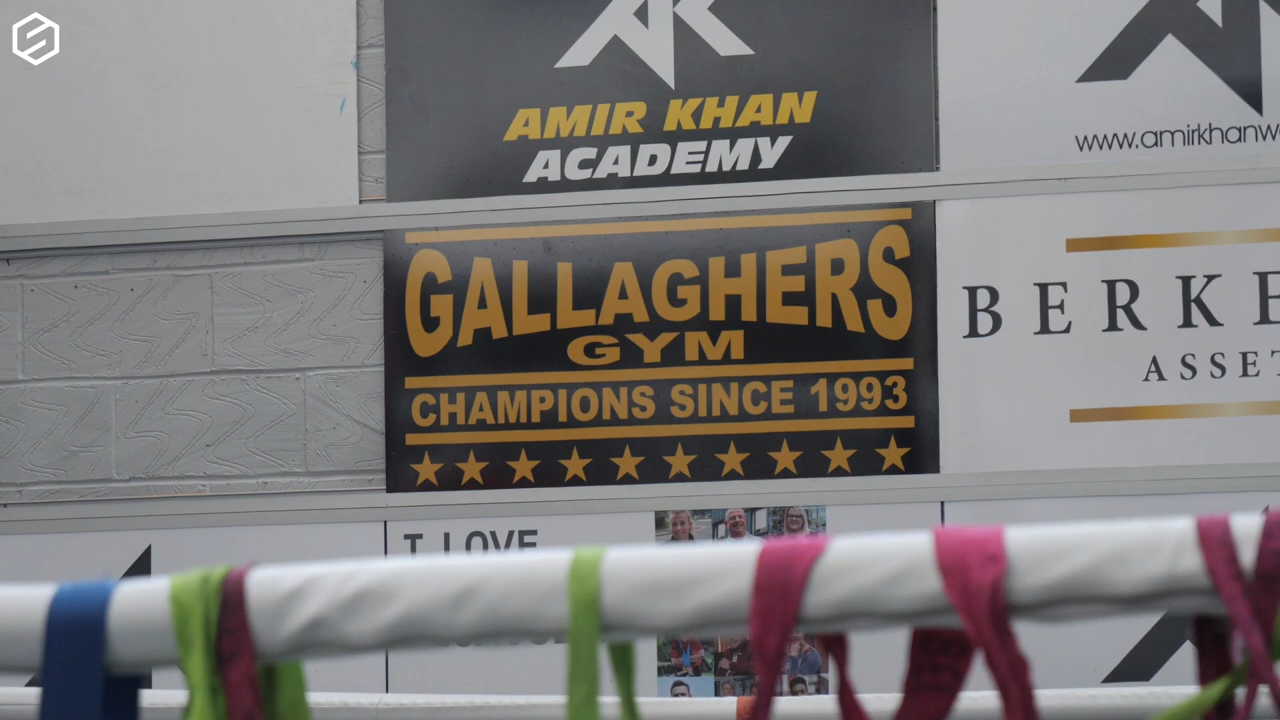 AMIR KHAN
ACADEMY
www.amirkhanw
GALLAGHERS
GYM
CHAMPIONS SINCE 1993
BERKE
ASSET
T LOVE